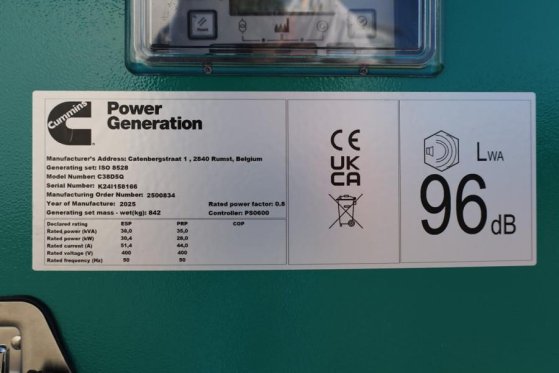 Cummins
Power
Generation
Manufacturer's Address: Catenbergstraat 1 , 2840 Rumst, Belgium
Generating set: ISO 8528
Model Number: C38D5Q
Serial Number: K24I158166
Manufacturing Order Number: 2500834
Year of Manufacture: 2025 Rated power factor: 0.8
Generating set mass - wet(kg): 842 Controller: PS0600
Declared rating ESP PRP COP
Rated power (kVA) 38,0 35,0
Rated power (kW) 30,4 28,0
Rated current (A) 51,4 44,0
Rated voltage (V) 400 400
Rated frequency (Hz) 50 50
CE
UK
CA
LWA
96 dB